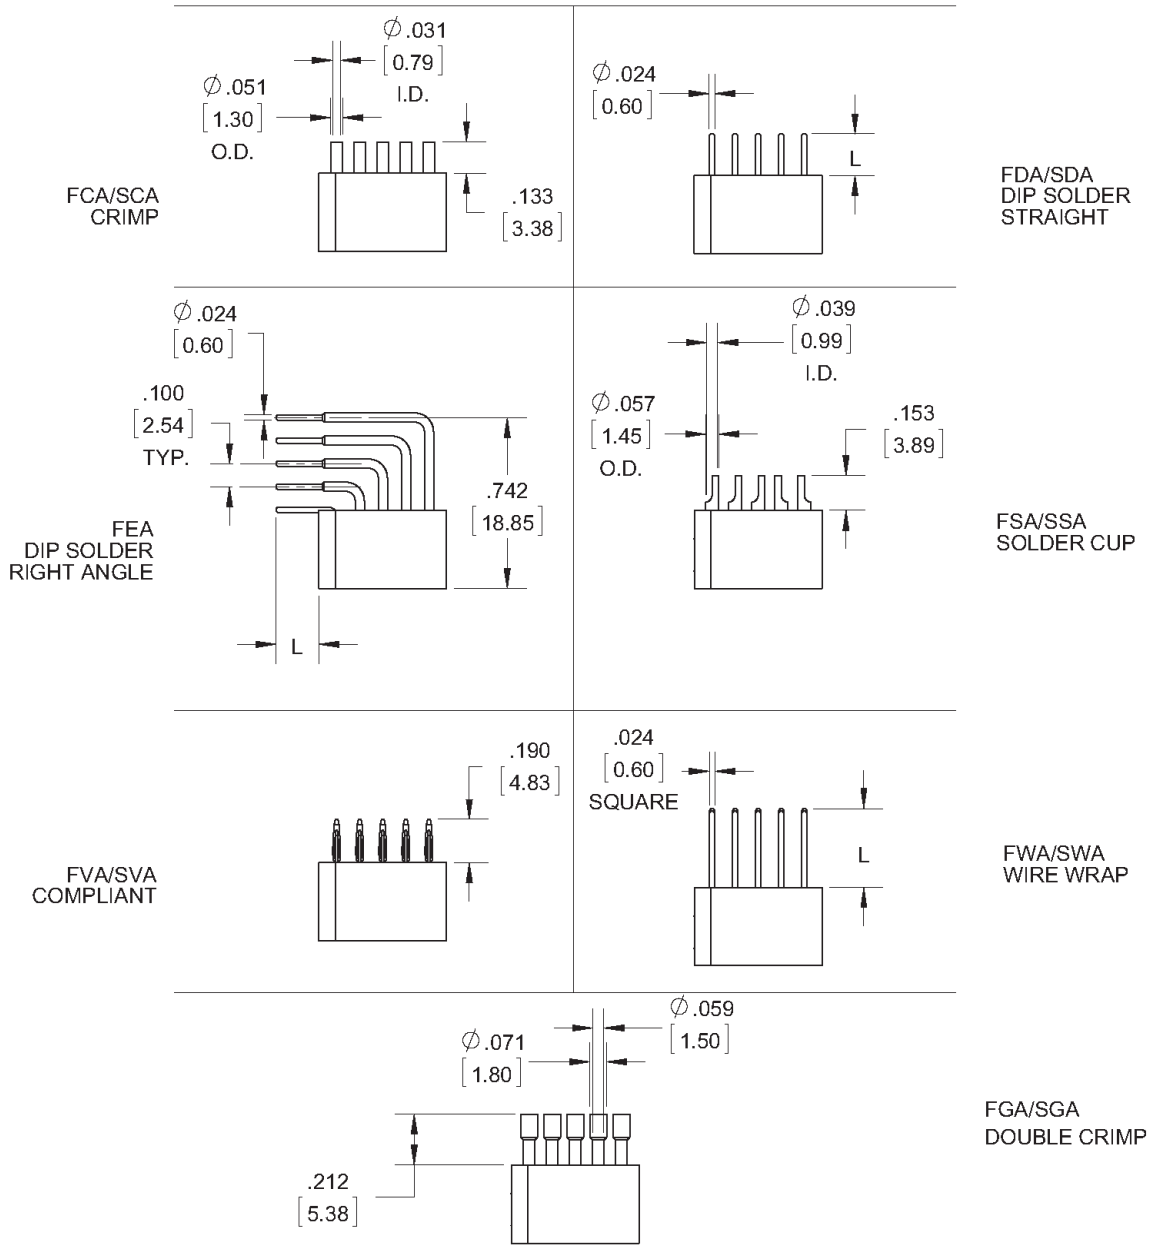 Ø .031
[0.79]
I.D.
Ø .051
[1.30]
O.D.
.133
[3.38]
FCA/SCA
CRIMP
Ø .024
[0.60]
L
FDA/SDA
DIP SOLDER
STRAIGHT
Ø .024
[0.60]
.100
[2.54]
TYP.
.742
[18.85]
L
FEA
DIP SOLDER
RIGHT ANGLE
Ø .039
[0.99]
I.D.
Ø .057
[1.45]
O.D.
.153
[3.89]
FSA/SSA
SOLDER CUP
.190
[4.83]
FVA/SVA
COMPLIANT
.024
[0.60]
SQUARE
L
FWA/SWA
WIRE WRAP
Ø .059
[1.50]
Ø .071
[1.80]
.212
[5.38]
FGA/SGA
DOUBLE CRIMP